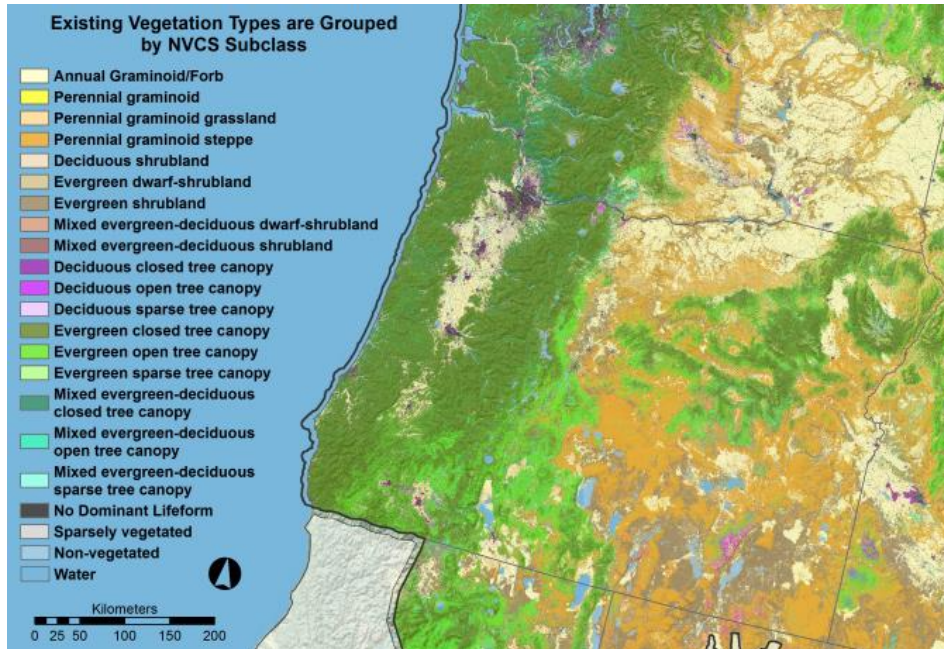 Existing Vegetation Types are Grouped
by NVCS Subclass
Annual Graminoid/Forb
Perennial graminoid
Perennial graminoid grassland
Perennial graminoid steppe
Deciduous shrubland
Evergreen dwarf-shrubland
Evergreen shrubland
Mixed evergreen-deciduous dwarf-shrubland
Mixed evergreen-deciduous shrubland
Deciduous closed tree canopy
Deciduous open tree canopy
Deciduous sparse tree canopy
Evergreen closed tree canopy
Evergreen open tree canopy
Evergreen sparse tree canopy
Mixed evergreen-deciduous
closed tree canopy
Mixed evergreen-deciduous
open tree canopy
Mixed evergreen-deciduous
sparse tree canopy
No Dominant Lifeform
Sparsely vegetated
Non-vegetated
Water
Kilometers
0 25 50 100 150 200